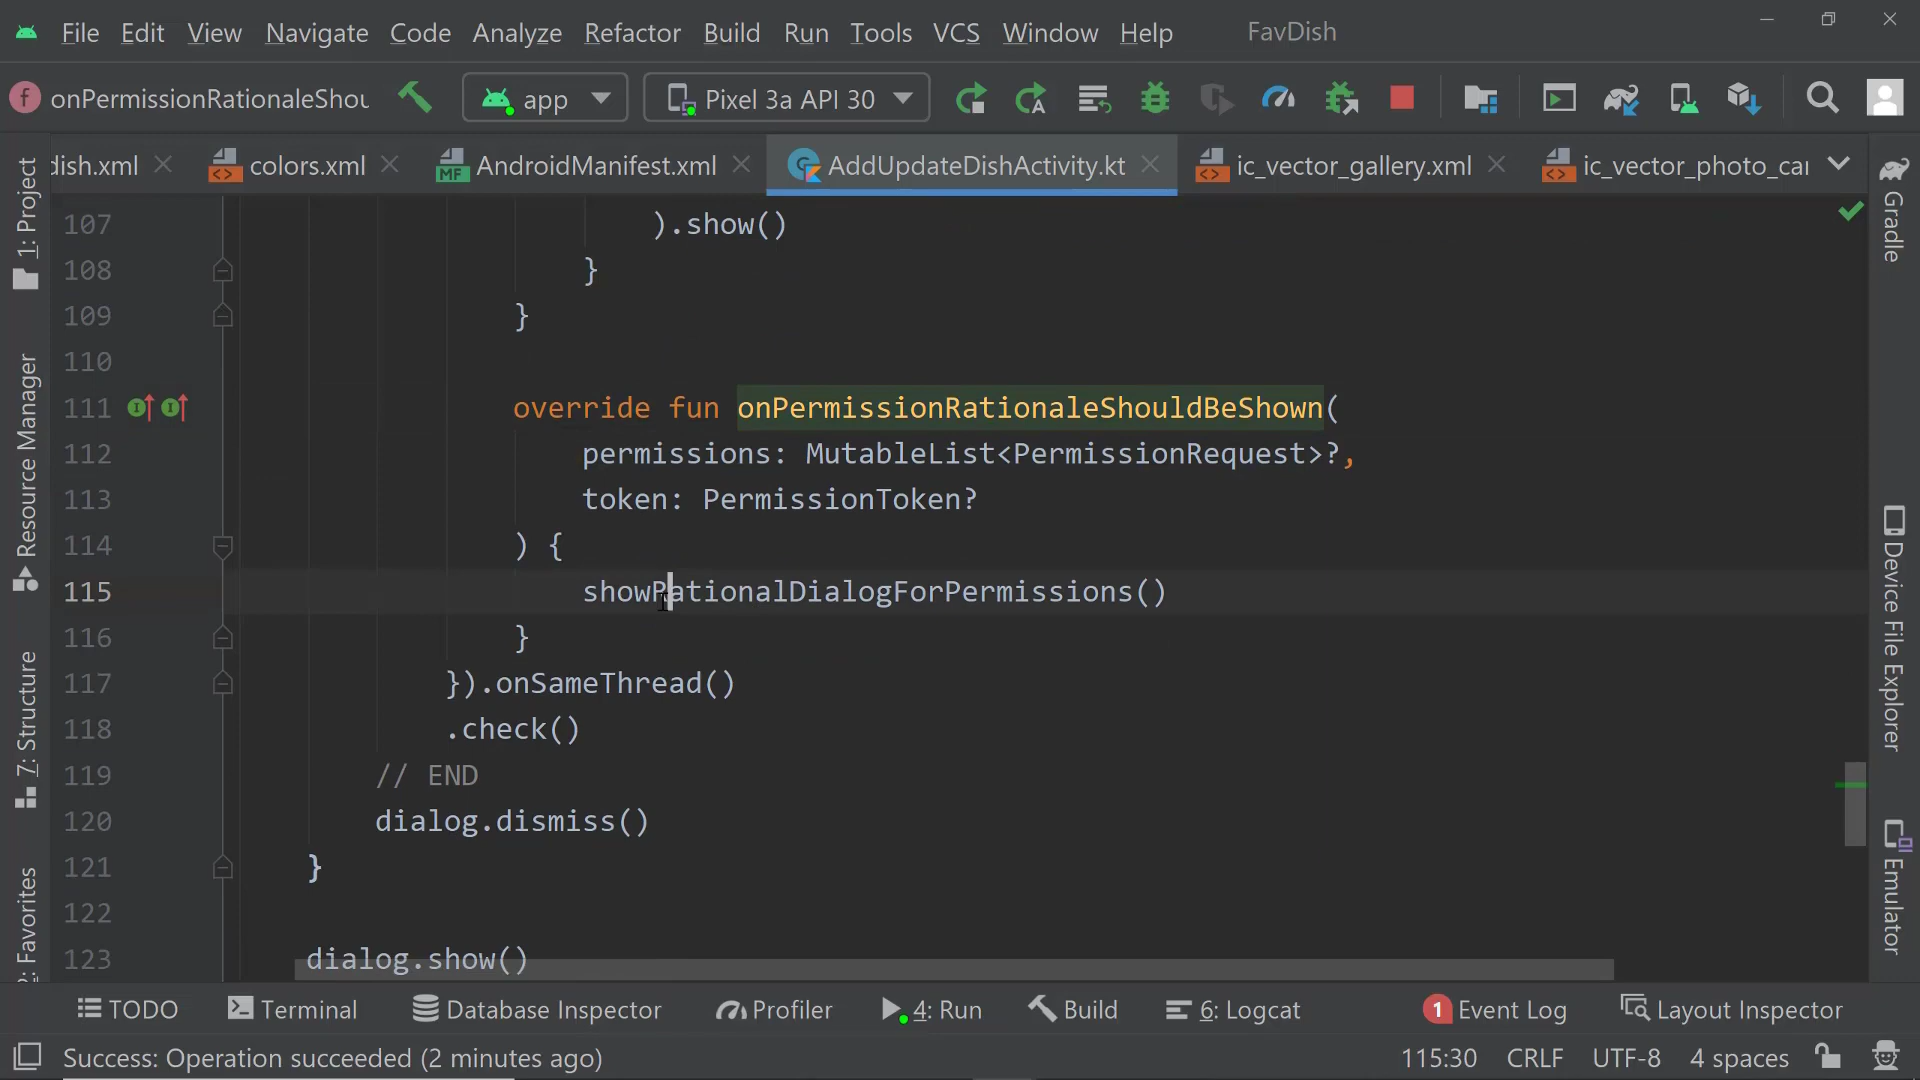 File Edit View Navigate Code Analyze Refactor Build Run Tools VCS Window Help FavDish
f onPermissionRationaleShou app Pixel 3a API 30
dish.xml colors.xml MF AndroidManifest.xml AddUpdateDishActivity.kt ic_vector_gallery.xml ic_vector_photo_car
107 ).show()
108 }
109 }
110
111 override fun onPermissionRationaleShouldBeShown(
112 permissions: MutableList<PermissionRequest>?,
113 token: PermissionToken?
114 ) {
115 showRationalDialogForPermissions()
116 }
117 }).onSameThread()
118 .check()
119 // END
120 dialog.dismiss()
121 }
122
123 dialog.show()
1: Project
Resource Manager
7: Structure
2: Favorites
Gradle
Device File Explorer
Emulator
TODO Terminal Database Inspector Profiler 4: Run Build 6: Logcat 1 Event Log Layout Inspector
Success: Operation succeeded (2 minutes ago) 115:30 CRLF UTF-8 4 spaces